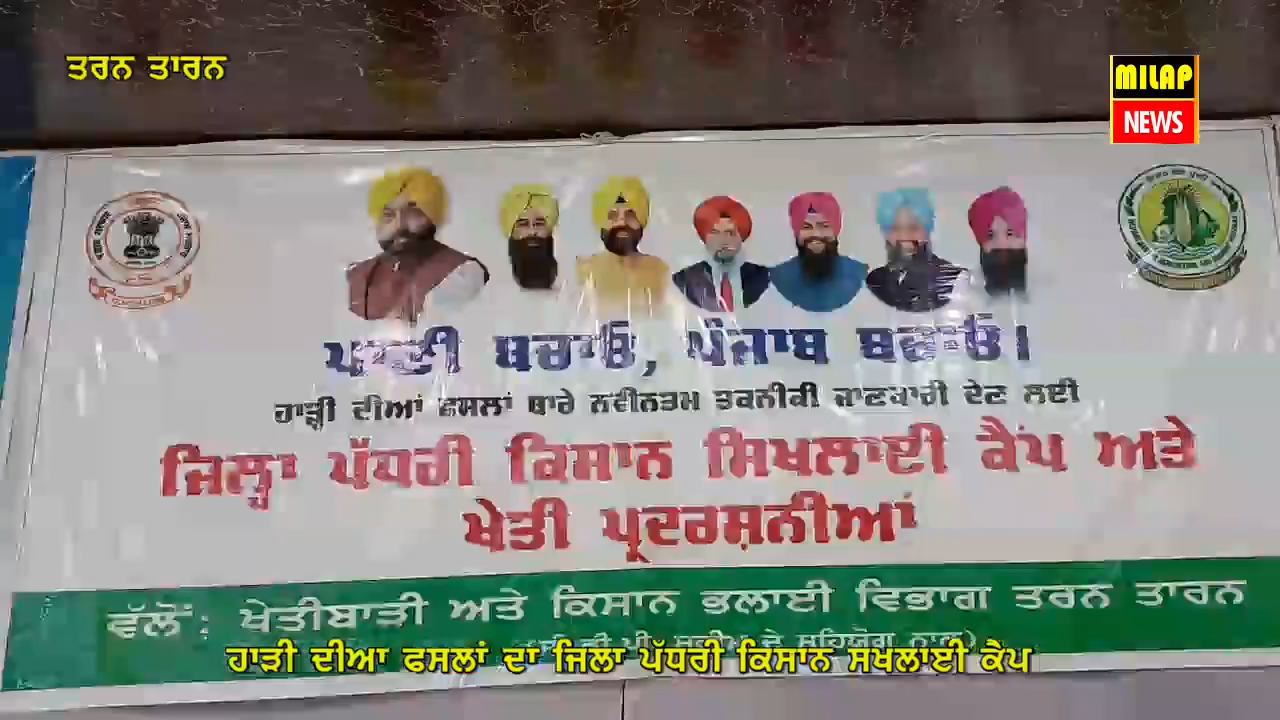 ਤਰਨ ਤਾਰਨ
MILAP
NEWS
ਪਾਣੀ ਬਚਾਓ, ਪੰਜਾਬ ਬਚਾਓ।
ਹਾੜ੍ਹੀ ਦੀਆਂ ਫਸਲਾਂ ਬਾਰੇ ਨਵੀਨਤਮ ਤਕਨੀਕੀ ਜਾਣਕਾਰੀ ਦੇਣ ਲਈ
ਜਿਲ੍ਹਾ ਪੱਧਰੀ ਕਿਸਾਨ ਸਿਖਲਾਈ ਕੈਂਪ ਅਤੇ
ਖੇਤੀ ਪ੍ਰਦਰਸ਼ਨੀਆਂ
ਵੱਲੋਂ: ਖੇਤੀਬਾੜੀ ਅਤੇ ਕਿਸਾਨ ਭਲਾਈ ਵਿਭਾਗ ਤਰਨ ਤਾਰਨ
ਦੇ ਸਹਿਯੋਗ ਨਾਲ)
ਹਾੜੀ ਦੀਆ ਫਸਲਾਂ ਦਾ ਜਿਲਾ ਪੱਧਰੀ ਕਿਸਾਨ ਸਖਲਾਈ ਕੈਪ